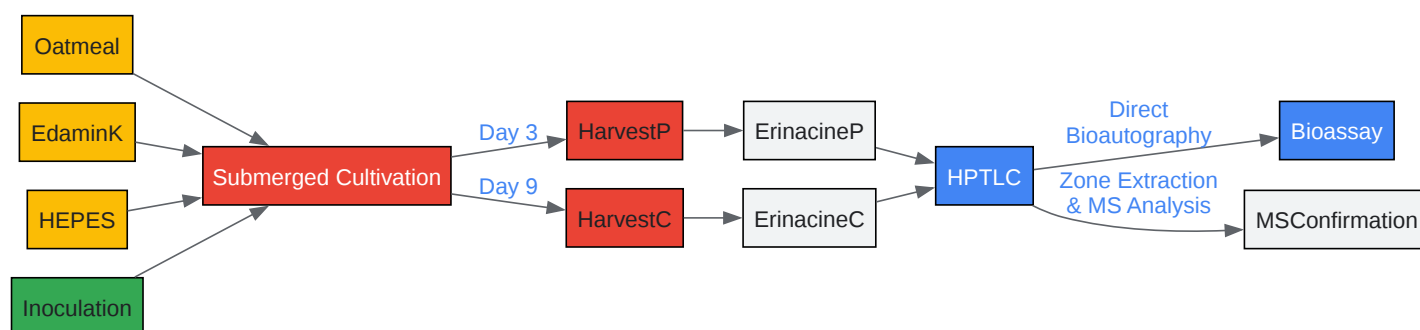 Oatmeal
EdaminK
HEPES
Inoculation
Submerged Cultivation
Day 3
Day 9
HarvestP
HarvestC
ErinacineP
ErinacineC
HPTLC
Direct
Bioautography
Zone Extraction
& MS Analysis
Bioassay
MSConfirmation